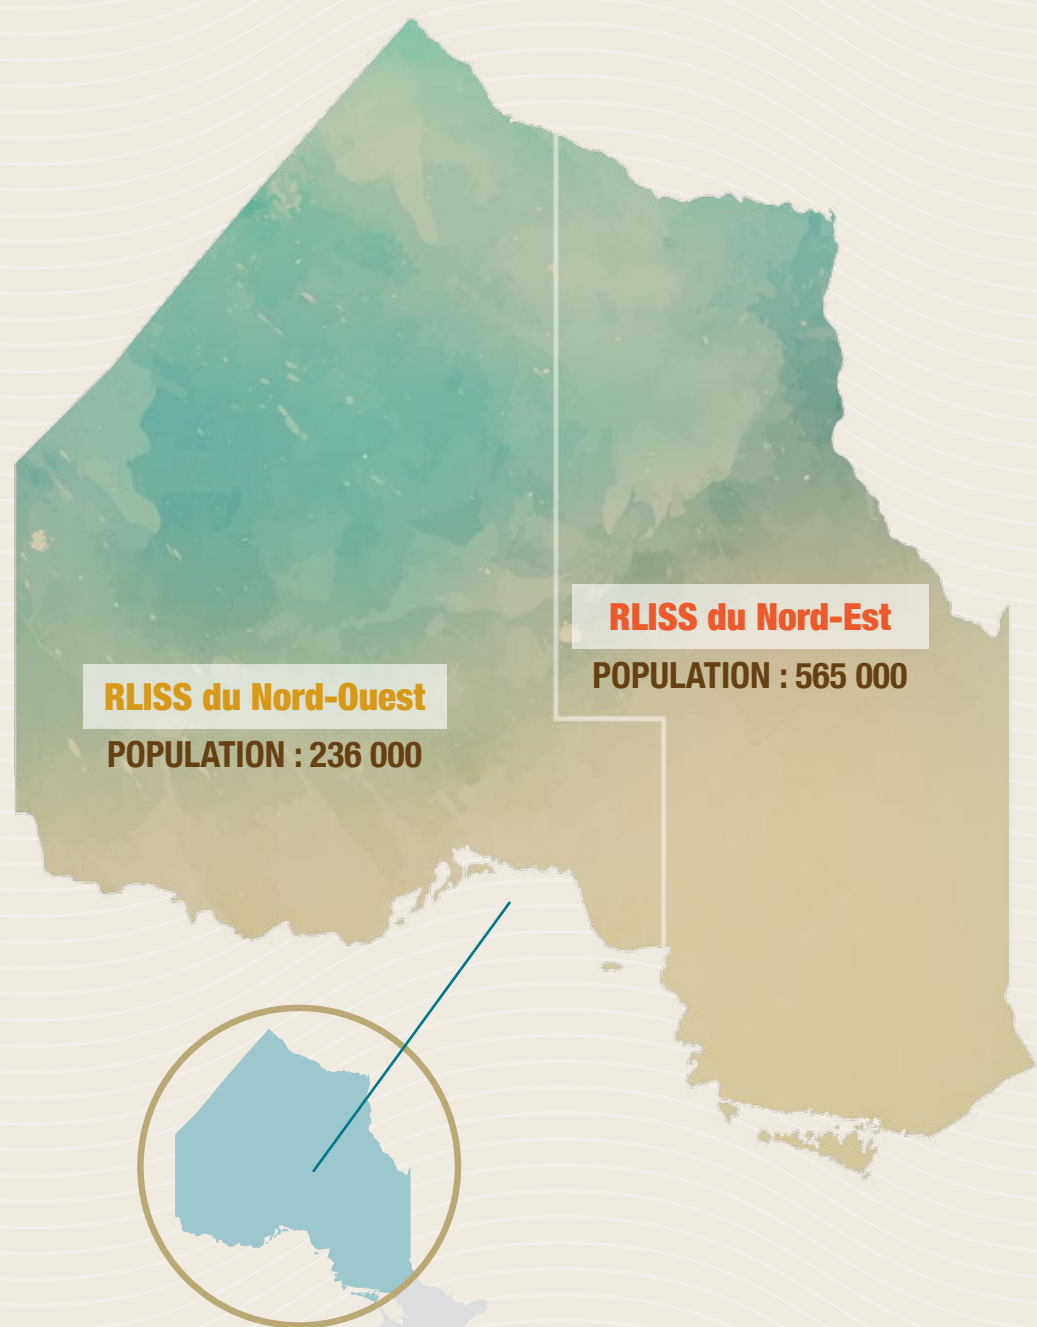 RLISS du Nord-Est
POPULATION : 565 000
RLISS du Nord-Ouest
POPULATION : 236 000